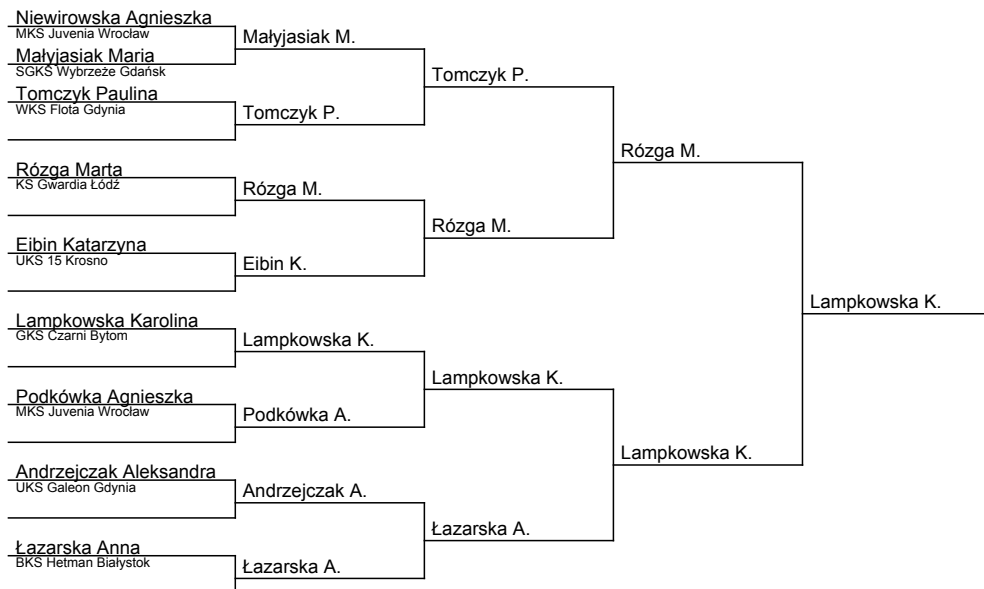 Niewirowska Agnieszka
MKS Juvenia Wrocław
Małyjasiak M.
Małyjasiak Maria
SGKS Wybrzeże Gdańsk
Tomczyk P.
Tomczyk Paulina
WKS Flota Gdynia
Tomczyk P.
Rózga M.
Rózga Marta
KS Gwardia Łódź
Rózga M.
Rózga M.
Eibin Katarzyna
UKS 15 Krosno
Eibin K.
Lampkowska K.
Lampkowska Karolina
GKS Czarni Bytom
Lampkowska K.
Lampkowska K.
Podkówka Agnieszka
MKS Juvenia Wrocław
Podkówka A.
Lampkowska K.
Andrzejczak Aleksandra
UKS Galeon Gdynia
Andrzejczak A.
Łazarska A.
Łazarska Anna
BKS Hetman Białystok
Łazarska A.